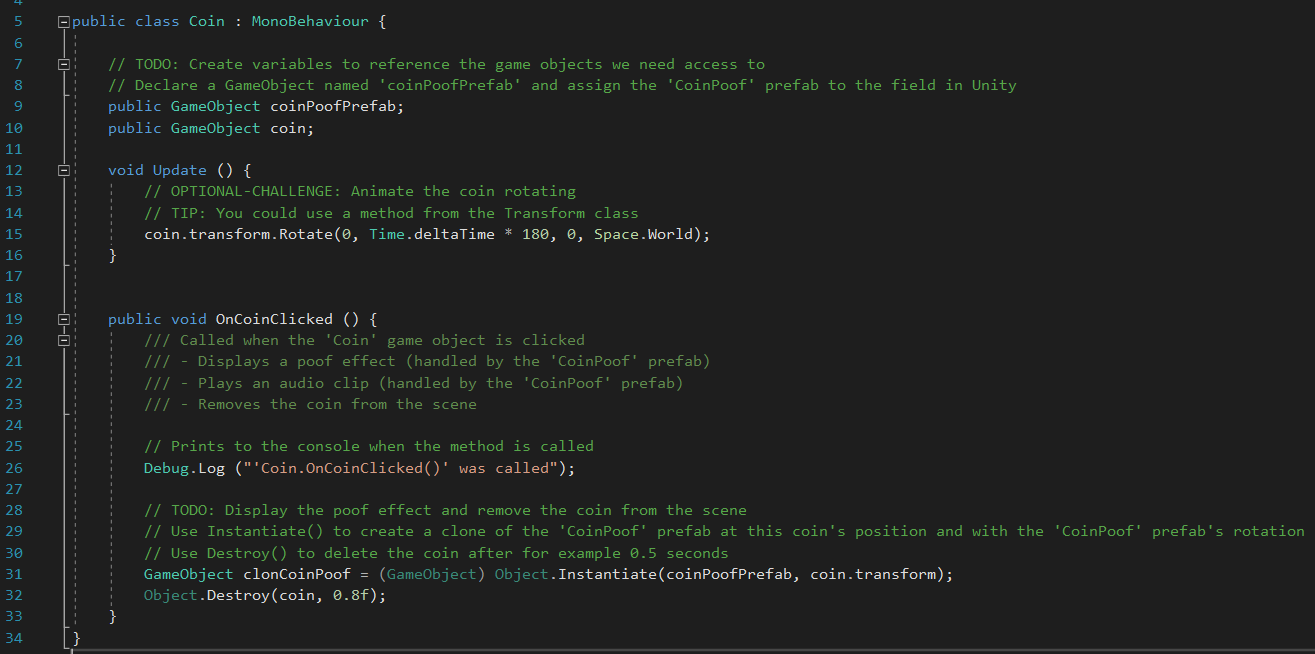 4
5 public class Coin : MonoBehaviour {
6
7 // TODO: Create variables to reference the game objects we need access to
8 // Declare a GameObject named 'coinPoofPrefab' and assign the 'CoinPoof' prefab to the field in Unity
9 public GameObject coinPoofPrefab;
10 public GameObject coin;
11
12 void Update () {
13 // OPTIONAL-CHALLENGE: Animate the coin rotating
14 // TIP: You could use a method from the Transform class
15 coin.transform.Rotate(0, Time.deltaTime * 180, 0, Space.World);
16 }
17
18
19 public void OnCoinClicked () {
20 /// Called when the 'Coin' game object is clicked
21 /// - Displays a poof effect (handled by the 'CoinPoof' prefab)
22 /// - Plays an audio clip (handled by the 'CoinPoof' prefab)
23 /// - Removes the coin from the scene
24
25 // Prints to the console when the method is called
26 Debug.Log ("'Coin.OnCoinClicked()' was called");
27
28 // TODO: Display the poof effect and remove the coin from the scene
29 // Use Instantiate() to create a clone of the 'CoinPoof' prefab at this coin's position and with the 'CoinPoof' prefab's rotation
30 // Use Destroy() to delete the coin after for example 0.5 seconds
31 GameObject clonCoinPoof = (GameObject) Object.Instantiate(coinPoofPrefab, coin.transform);
32 Object.Destroy(coin, 0.8f);
33 }
34 }